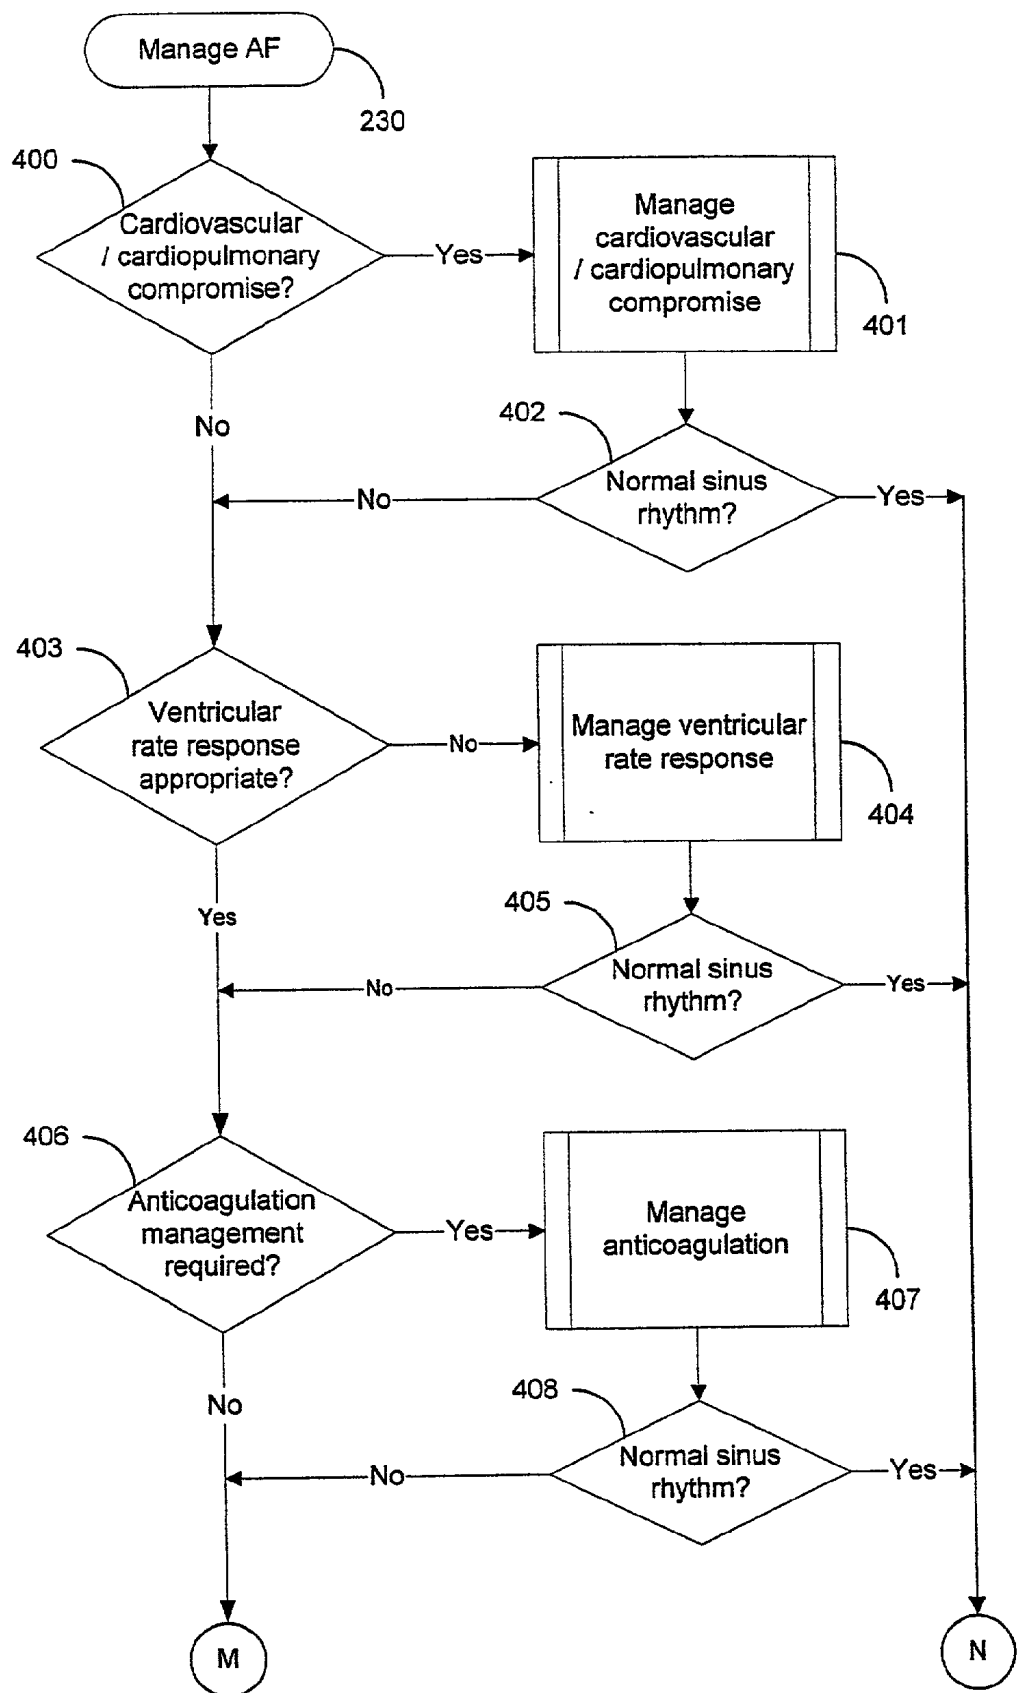 Manage AF
230
400
Cardiovascular
/ cardiopulmonary
compromise?
Yes
Manage
cardiovascular
/ cardiopulmonary
compromise
401
No
402
Normal sinus
rhythm?
No
Yes
403
Ventricular
rate response
appropriate?
No
Manage ventricular
rate response
404
Yes
405
Normal sinus
rhythm?
No
Yes
406
Anticoagulation
management
required?
Yes
Manage
anticoagulation
407
No
408
Normal sinus
rhythm?
No
Yes
M
N